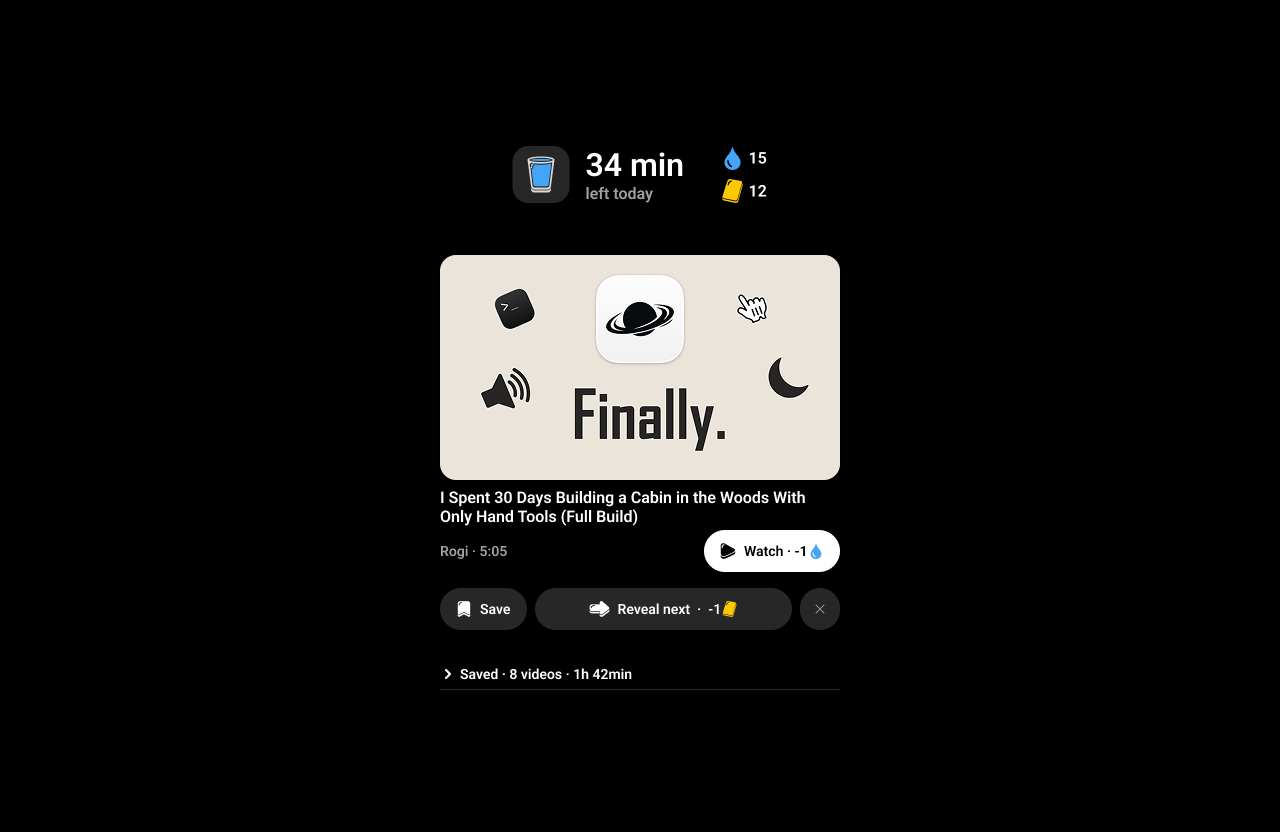 34 min
left today
15
12
>_
Finally.
I Spent 30 Days Building a Cabin in the Woods With
Only Hand Tools (Full Build)
Rogi · 5:05
Watch · -1
Save
Reveal next · -1
Saved · 8 videos · 1h 42min